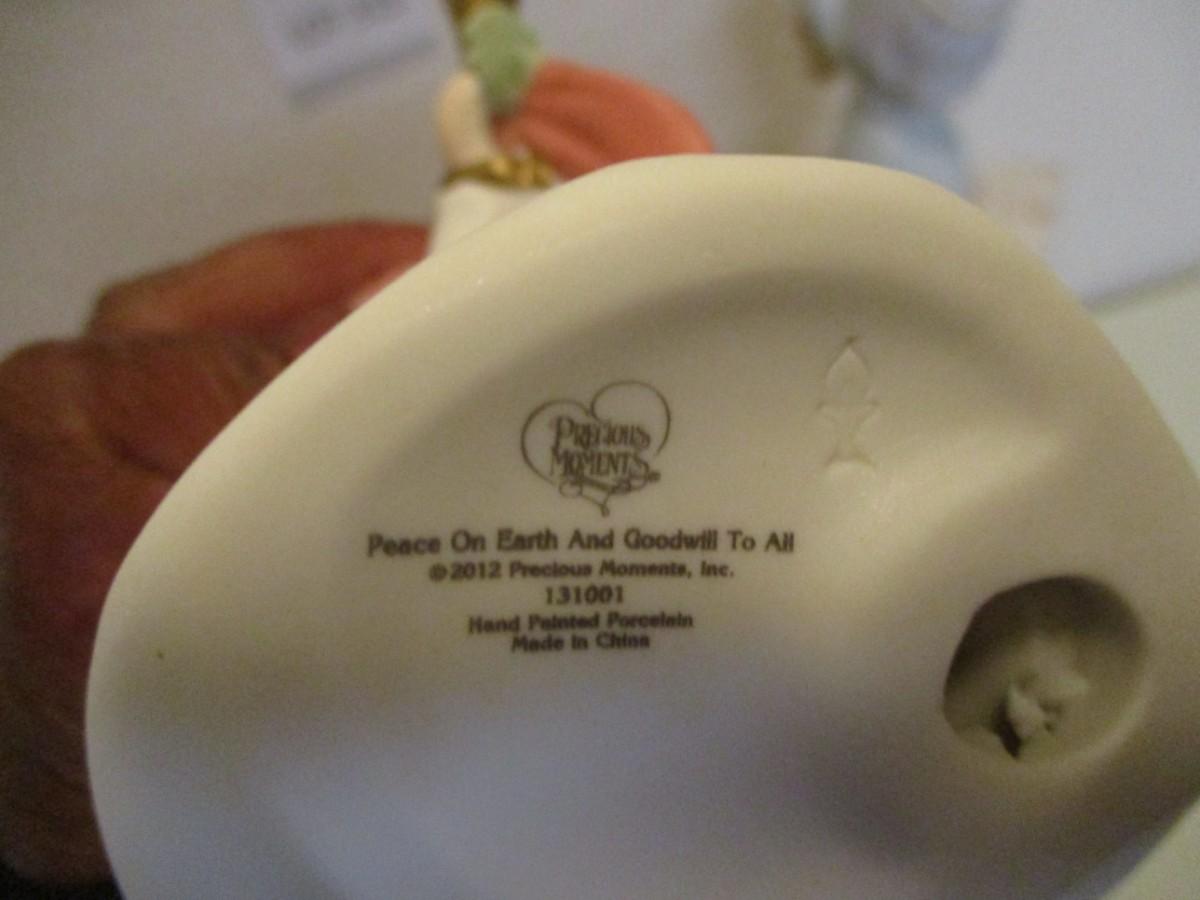 PRECIOUS
MOMENTS
Peace On Earth And Goodwill To All
©2012 Precious Moments, Inc.
131001
Hand Painted Porcelain
Made in China